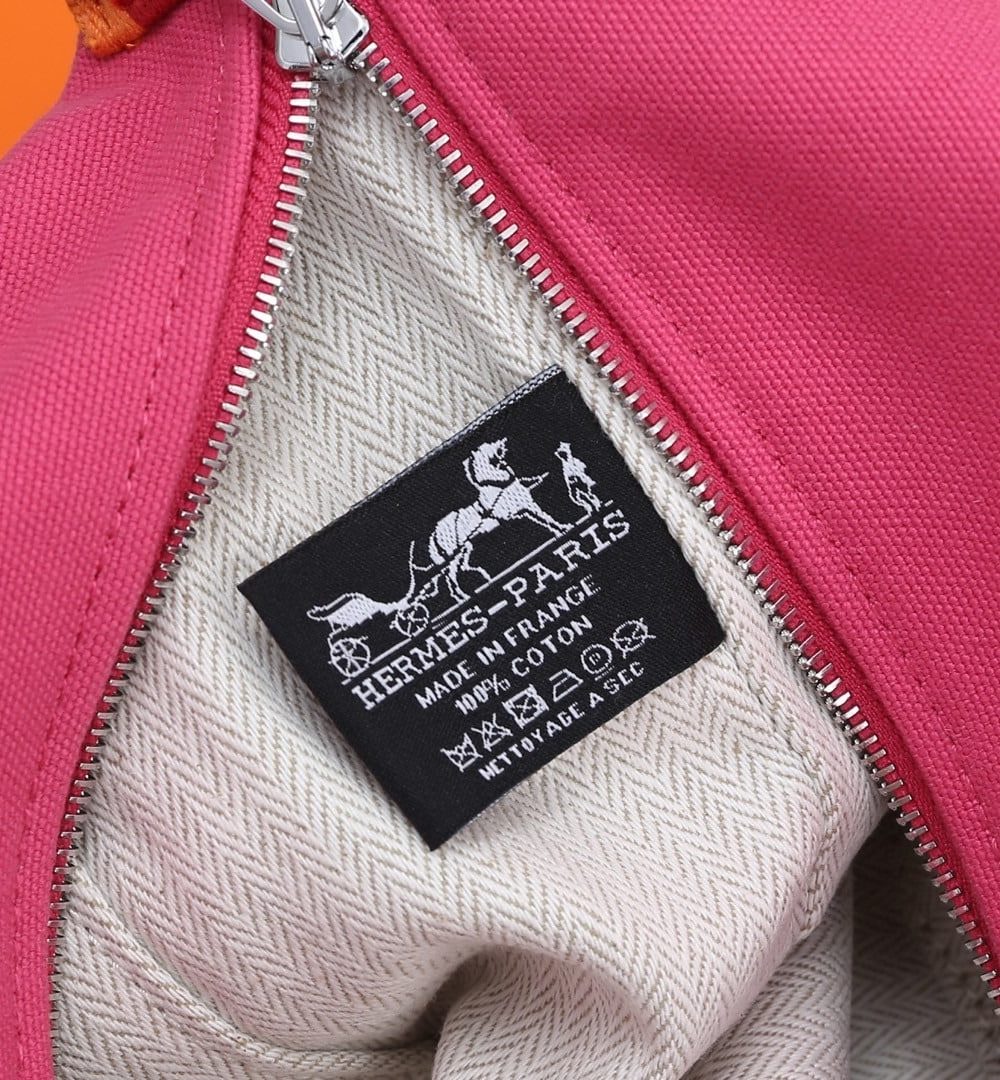 HERMES-PARIS
MADE IN FRANCE
100% COTON
NETTOYAGE A SEC